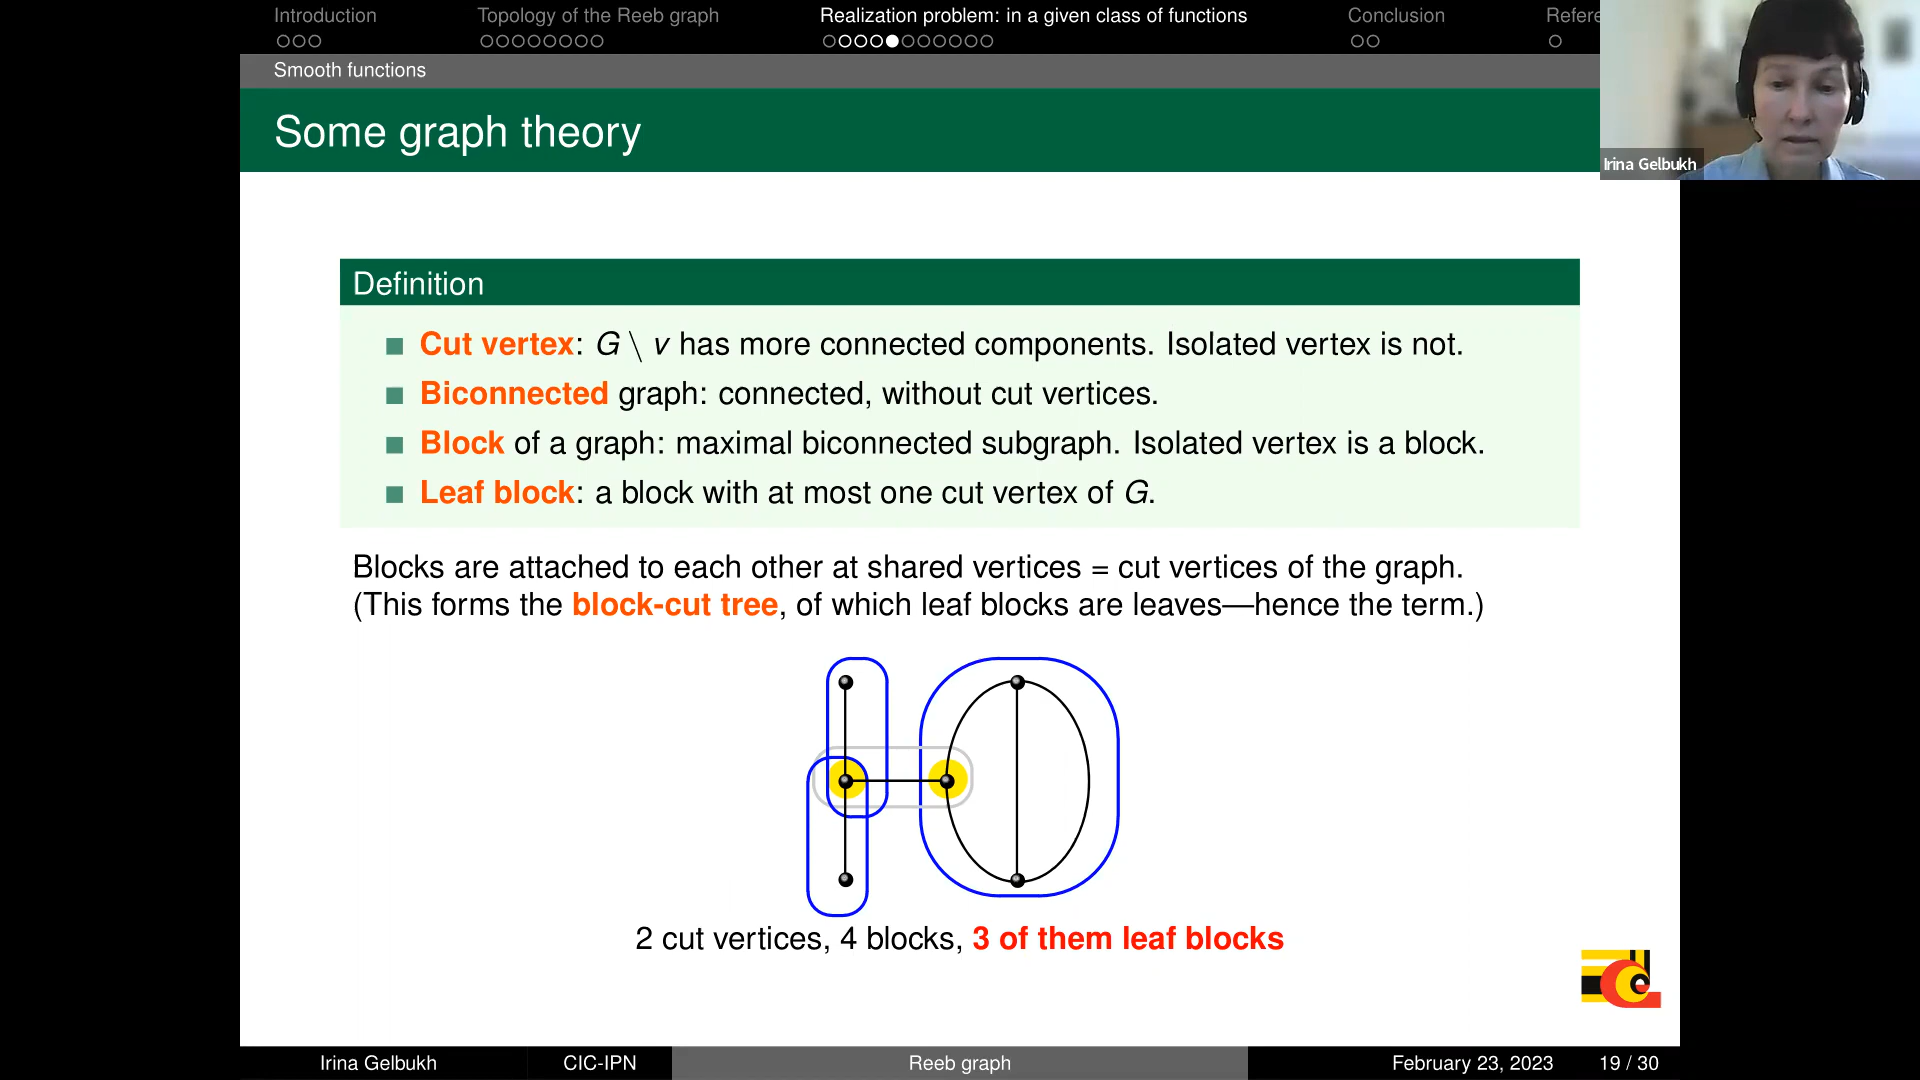 Introduction
Topology of the Reeb graph
Realization problem: in a given class of functions
Conclusion
Refere
Smooth functions
Some graph theory
Irina Gelbukh
Definition
Cut vertex: G \ v has more connected components. Isolated vertex is not.
Biconnected graph: connected, without cut vertices.
Block of a graph: maximal biconnected subgraph. Isolated vertex is a block.
Leaf block: a block with at most one cut vertex of G.
Blocks are attached to each other at shared vertices = cut vertices of the graph.
(This forms the block-cut tree, of which leaf blocks are leaves—hence the term.)
2 cut vertices, 4 blocks, 3 of them leaf blocks
Irina Gelbukh
CIC-IPN
Reeb graph
February 23, 2023
19 / 30